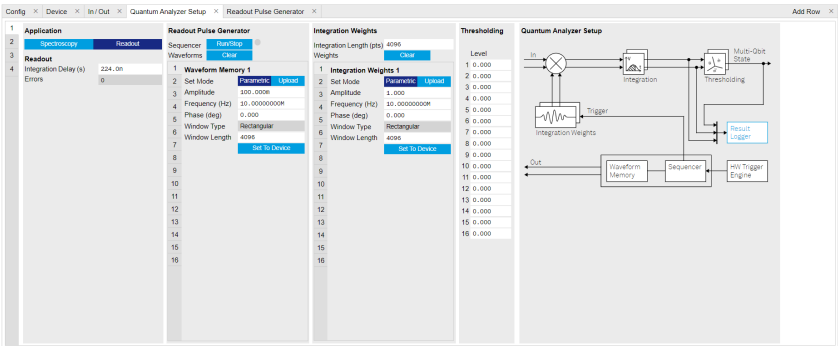 Config × Device × In / Out × Quantum Analyzer Setup × Readout Pulse Generator × Add Row ×
1
2
3
4
Application
Spectroscopy Readout
Readout
Integration Delay (s) 224.0n
Errors 0
Readout Pulse Generator
Sequencer Run/Stop
Waveforms Clear
1
2
3
4
5
6
7
8
9
10
11
12
13
14
15
16
Waveform Memory 1
Set Mode Parametric Upload
Amplitude 100.000m
Frequency (Hz) 10.00000000M
Phase (deg) 0.000
Window Type Rectangular
Window Length 4096
Set To Device
Integration Weights
Integration Length (pts) 4096
Weights Clear
1
2
3
4
5
6
7
8
9
10
11
12
13
14
15
16
Integration Weights 1
Set Mode Parametric Upload
Amplitude 1.000
Frequency (Hz) 10.00000000M
Phase (deg) 0.000
Window Type Rectangular
Window Length 4096
Set To Device
Thresholding
Level
1 0.000
2 0.000
3 0.000
4 0.000
5 0.000
6 0.000
7 0.000
8 0.000
9 0.000
10 0.000
11 0.000
12 0.000
13 0.000
14 0.000
15 0.000
16 0.000
Quantum Analyzer Setup
In
Integration
Thresholding
Multi-Qbit
State
Integration Weights
Trigger
Result
Logger
Out
Waveform
Memory
Sequencer
HW Trigger
Engine